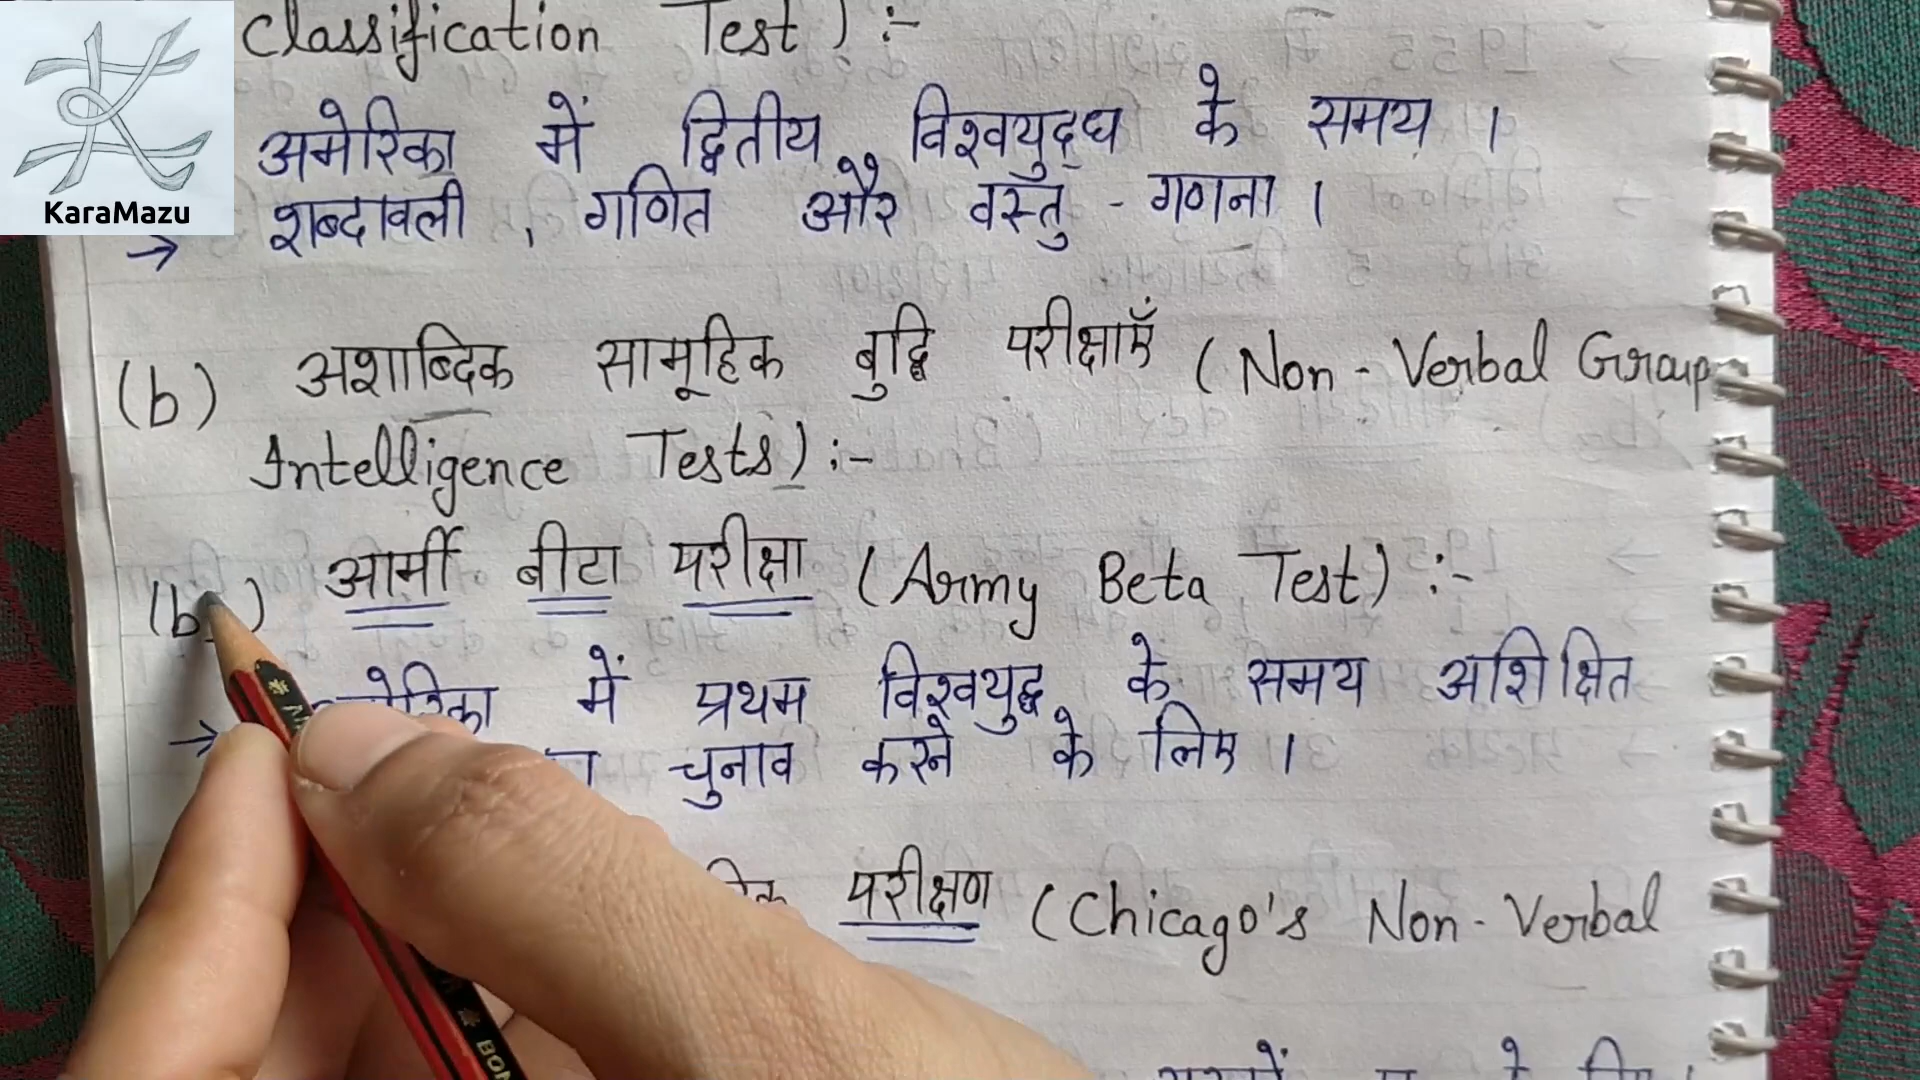 Classification Test) :-
KaraMazu
अमेरिका में द्वितीय विश्वयुद्ध के समय ।
→ शब्दावली , गणित और वस्तु - गणना ।
(b) अशाब्दिक सामूहिक बुद्धि परीक्षाएँ (Non - Verbal Group
Intelligence Tests) :-
(b) आर्मी बीटा परीक्षा (Army Beta Test) :-
→ में प्रथम विश्वयुद्ध के समय अशिक्षित
चुनाव करने के लिए ।
परीक्षण (Chicago's Non - Verbal